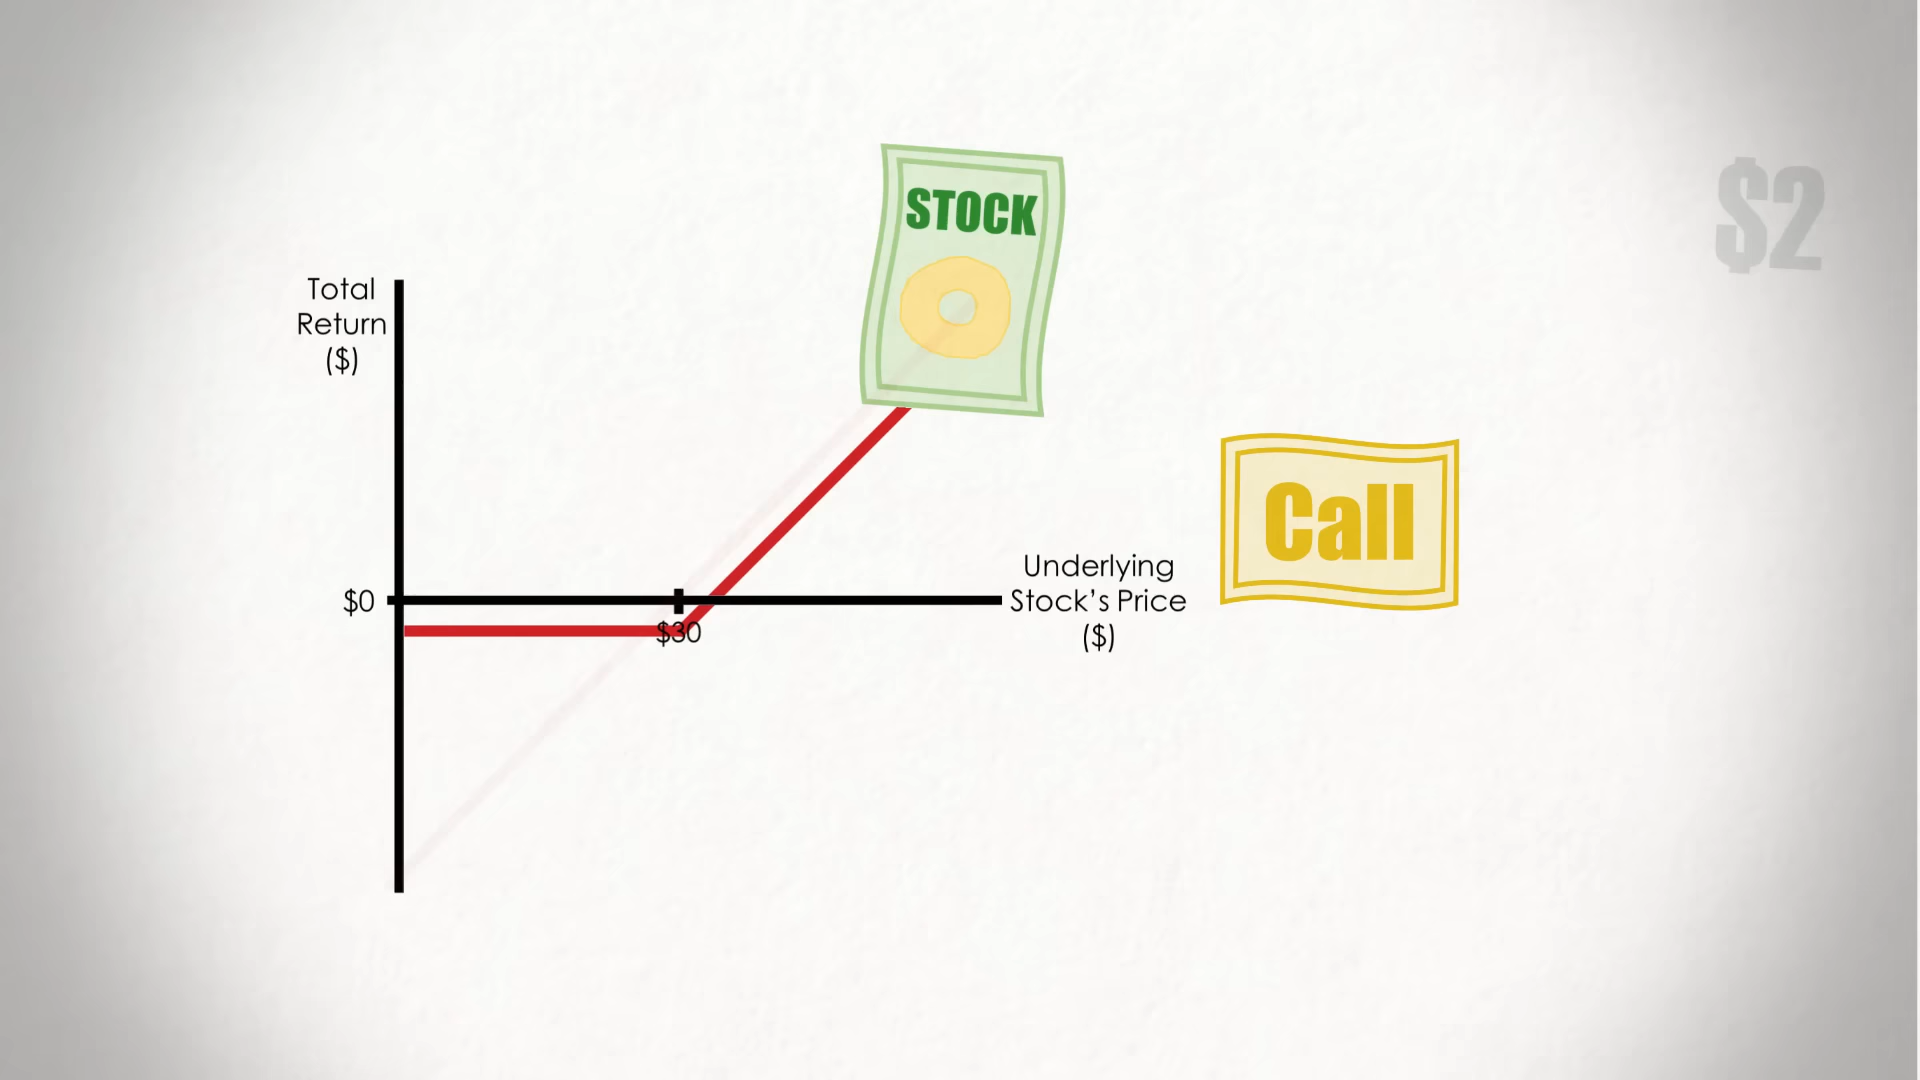 STOCK
$2
Total
Return
($)
Call
Underlying
Stock's Price
($)
$0
$30